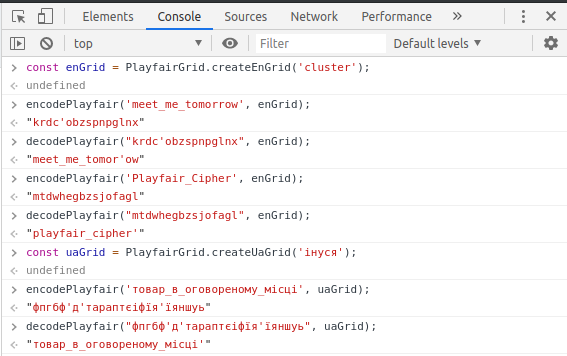 Elements Console Sources Network Performance »
top Filter Default levels
const enGrid = PlayfairGrid.createEnGrid('cluster');
undefined
encodePlayfair('meet_me_tomorrow', enGrid);
"krdc'obzspnpglnx"
decodePlayfair("krdc'obzspnpglnx", enGrid);
"meet_me_tomor'ow"
encodePlayfair('Playfair_Cipher', enGrid);
"mtdwhegbzsjofagl"
decodePlayfair("mtdwhegbzsjofagl", enGrid);
"playfair_cipher'"
const uaGrid = PlayfairGrid.createUaGrid('інуся');
undefined
encodePlayfair('товар_в_оговореному_місці', uaGrid);
"фпгбф'д'тараптєіфїя'їяншуь"
decodePlayfair("фпгбф'д'тараптєіфїя'їяншуь", uaGrid);
"товар_в_оговореному_місці'"